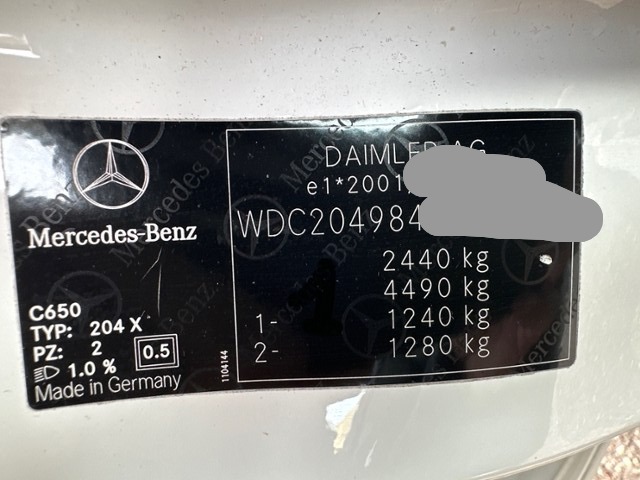 Mercedes-Benz
C650
TYP: 204 X
PZ: 2
1.0 %
0.5
Made in Germany
1104144
DAIMLER AG
e1*2001
WDC204984
2440 kg
4490 kg
1- 1240 kg
2- 1280 kg